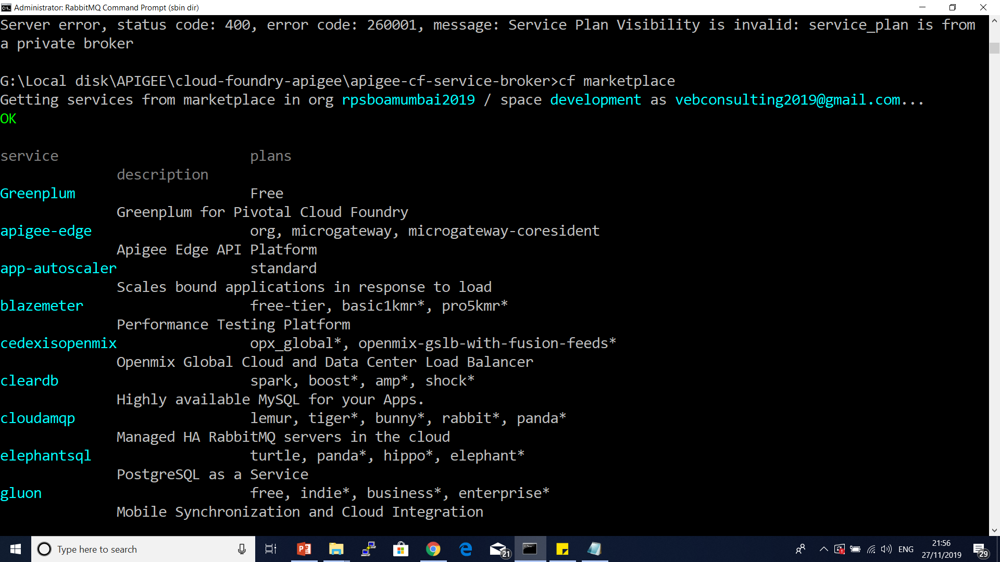 Administrator: RabbitMQ Command Prompt (sbin dir)
Server error, status code: 400, error code: 260001, message: Service Plan Visibility is invalid: service_plan is from
a private broker
G:\Local disk\APIGEE\cloud-foundry-apigee\apigee-cf-service-broker>cf marketplace
Getting services from marketplace in org rpsboamumbai2019 / space development as vebconsulting2019@gmail.com...
OK
service plans
description
Greenplum Free
Greenplum for Pivotal Cloud Foundry
apigee-edge org, microgateway, microgateway-coresident
Apigee Edge API Platform
app-autoscaler standard
Scales bound applications in response to load
blazemeter free-tier, basic1kmr*, pro5kmr*
Performance Testing Platform
cedexisopenmix opx_global*, openmix-gslb-with-fusion-feeds*
Openmix Global Cloud and Data Center Load Balancer
cleardb spark, boost*, amp*, shock*
Highly available MySQL for your Apps.
cloudamqp lemur, tiger*, bunny*, rabbit*, panda*
Managed HA RabbitMQ servers in the cloud
elephantsql turtle, panda*, hippo*, elephant*
PostgreSQL as a Service
gluon free, indie*, business*, enterprise*
Mobile Synchronization and Cloud Integration
Type here to search
21
ENG
21:56
27/11/2019
29